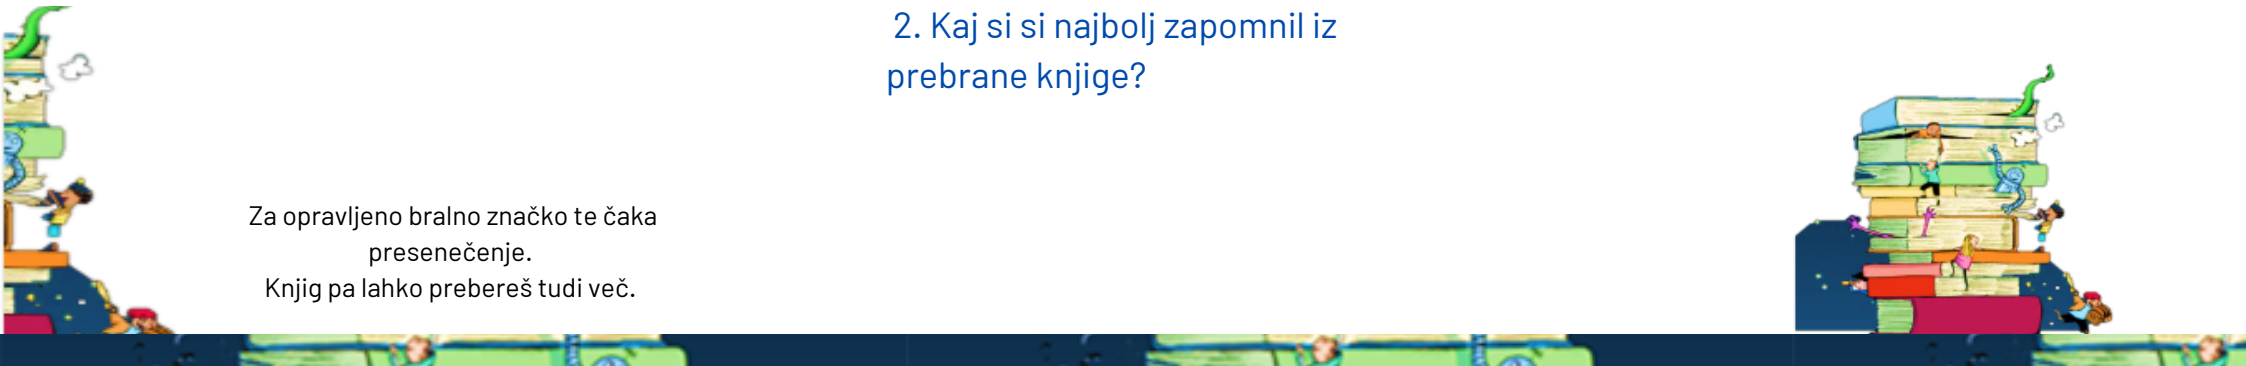 2. Kaj si si najbolj zapomnil iz
prebrane knjige?
Za opravljeno bralno značko te čaka
presenečenje.
Knjig pa lahko prebereš tudi več.